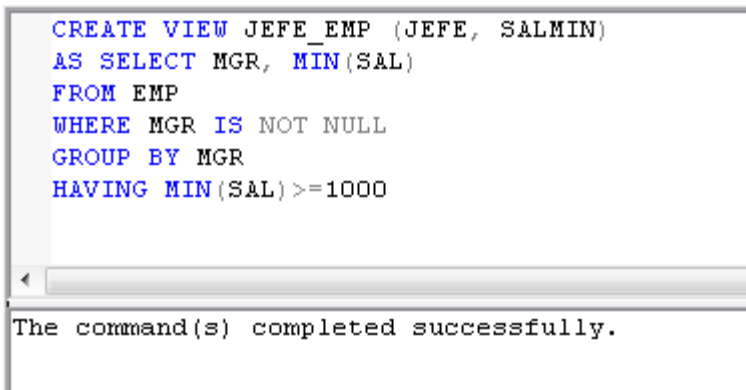 CREATE VIEW JEFE_EMP (JEFE, SALMIN)
AS SELECT MGR, MIN(SAL)
FROM EMP
WHERE MGR IS NOT NULL
GROUP BY MGR
HAVING MIN(SAL)>=1000
The command(s) completed successfully.